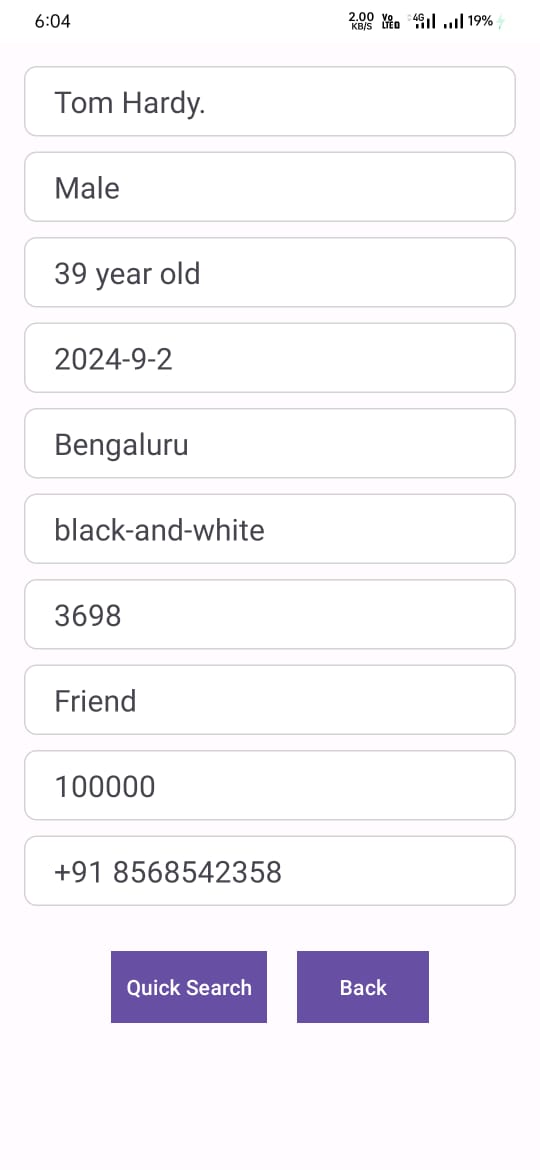 6:04
2.00 KB/S Vo LTE 4G 19%
Tom Hardy.
Male
39 year old
2024-9-2
Bengaluru
black-and-white
3698
Friend
100000
+91 8568542358
Quick Search
Back